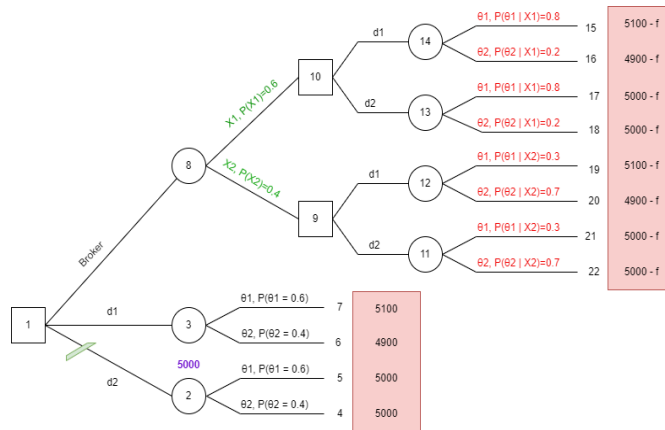 θ1, P(θ1 | X1)=0.8
15
5100 - f
d1
14
θ2, P(θ2 | X1)=0.2
16
4900 - f
10
X1, P(X1)=0.6
θ1, P(θ1 | X1)=0.8
17
5000 - f
d2
13
θ2, P(θ2 | X1)=0.2
18
5000 - f
8
X2, P(X2)=0.4
θ1, P(θ1 | X2)=0.3
19
5100 - f
d1
12
θ2, P(θ2 | X2)=0.7
20
4900 - f
9
θ1, P(θ1 | X2)=0.3
21
5000 - f
d2
11
θ2, P(θ2 | X2)=0.7
22
5000 - f
Broker
1
d1
3
θ1, P(θ1 = 0.6)
7
5100
θ2, P(θ2 = 0.4)
6
4900
d2
5000
2
θ1, P(θ1 = 0.6)
5
5000
θ2, P(θ2 = 0.4)
4
5000